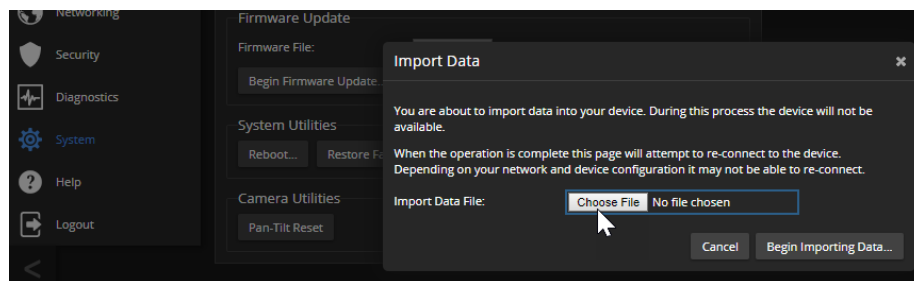 Networking
Security
Diagnostics
System
Help
Logout
Firmware Update
Firmware File:
Begin Firmware Update...
System Utilities
Reboot...
Restore
Camera Utilities
Pan-Tilt Reset
Import Data
You are about to import data into your device. During this process the device will not be
available.
When the operation is complete this page will attempt to re-connect to the device.
Depending on your network and device configuration it may not be able to re-connect.
Import Data File:
Choose File No file chosen
Cancel
Begin Importing Data...